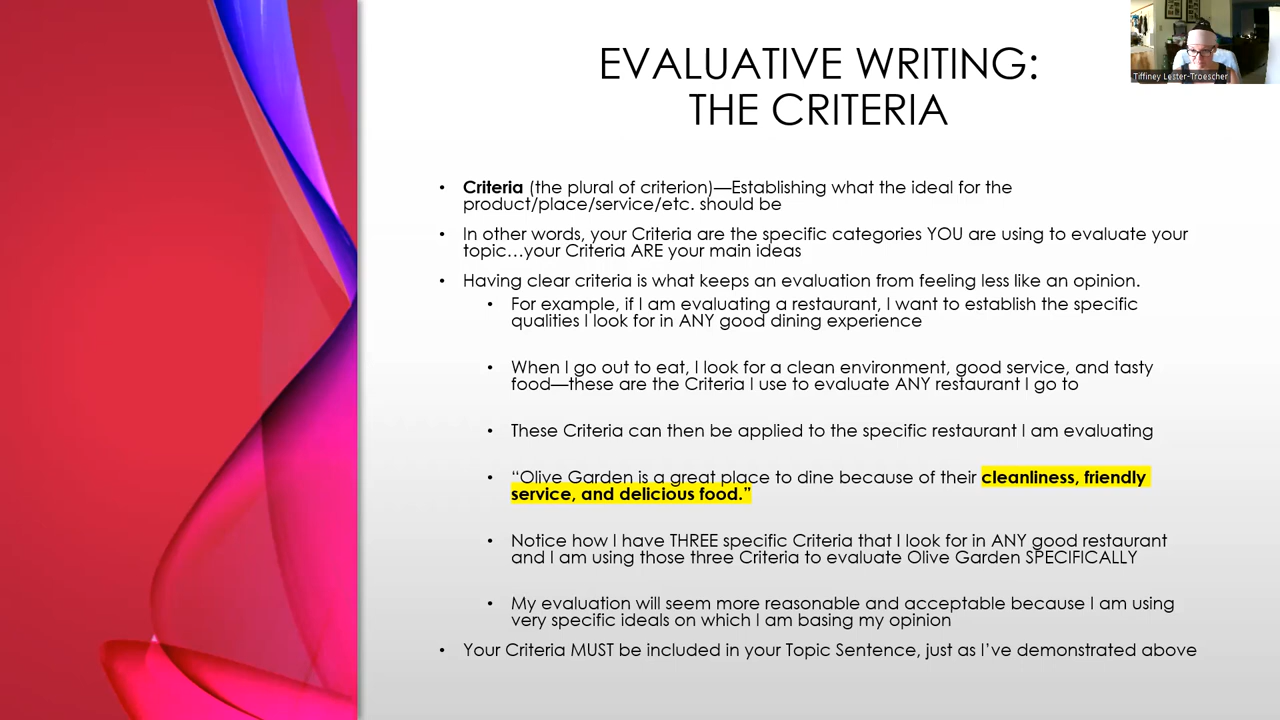 EVALUATIVE WRITING:
THE CRITERIA
Tiffiney Lester-Troescher
• Criteria (the plural of criterion)—Establishing what the ideal for the
product/place/service/etc. should be
• In other words, your Criteria are the specific categories YOU are using to evaluate your
topic…your Criteria ARE your main ideas
• Having clear criteria is what keeps an evaluation from feeling less like an opinion.
• For example, if I am evaluating a restaurant, I want to establish the specific
qualities I look for in ANY good dining experience
• When I go out to eat, I look for a clean environment, good service, and tasty
food—these are the Criteria I use to evaluate ANY restaurant I go to
• These Criteria can then be applied to the specific restaurant I am evaluating
• “Olive Garden is a great place to dine because of their cleanliness, friendly
service, and delicious food.”
• Notice how I have THREE specific Criteria that I look for in ANY good restaurant
and I am using those three Criteria to evaluate Olive Garden SPECIFICALLY
• My evaluation will seem more reasonable and acceptable because I am using
very specific ideals on which I am basing my opinion
• Your Criteria MUST be included in your Topic Sentence, just as I’ve demonstrated above